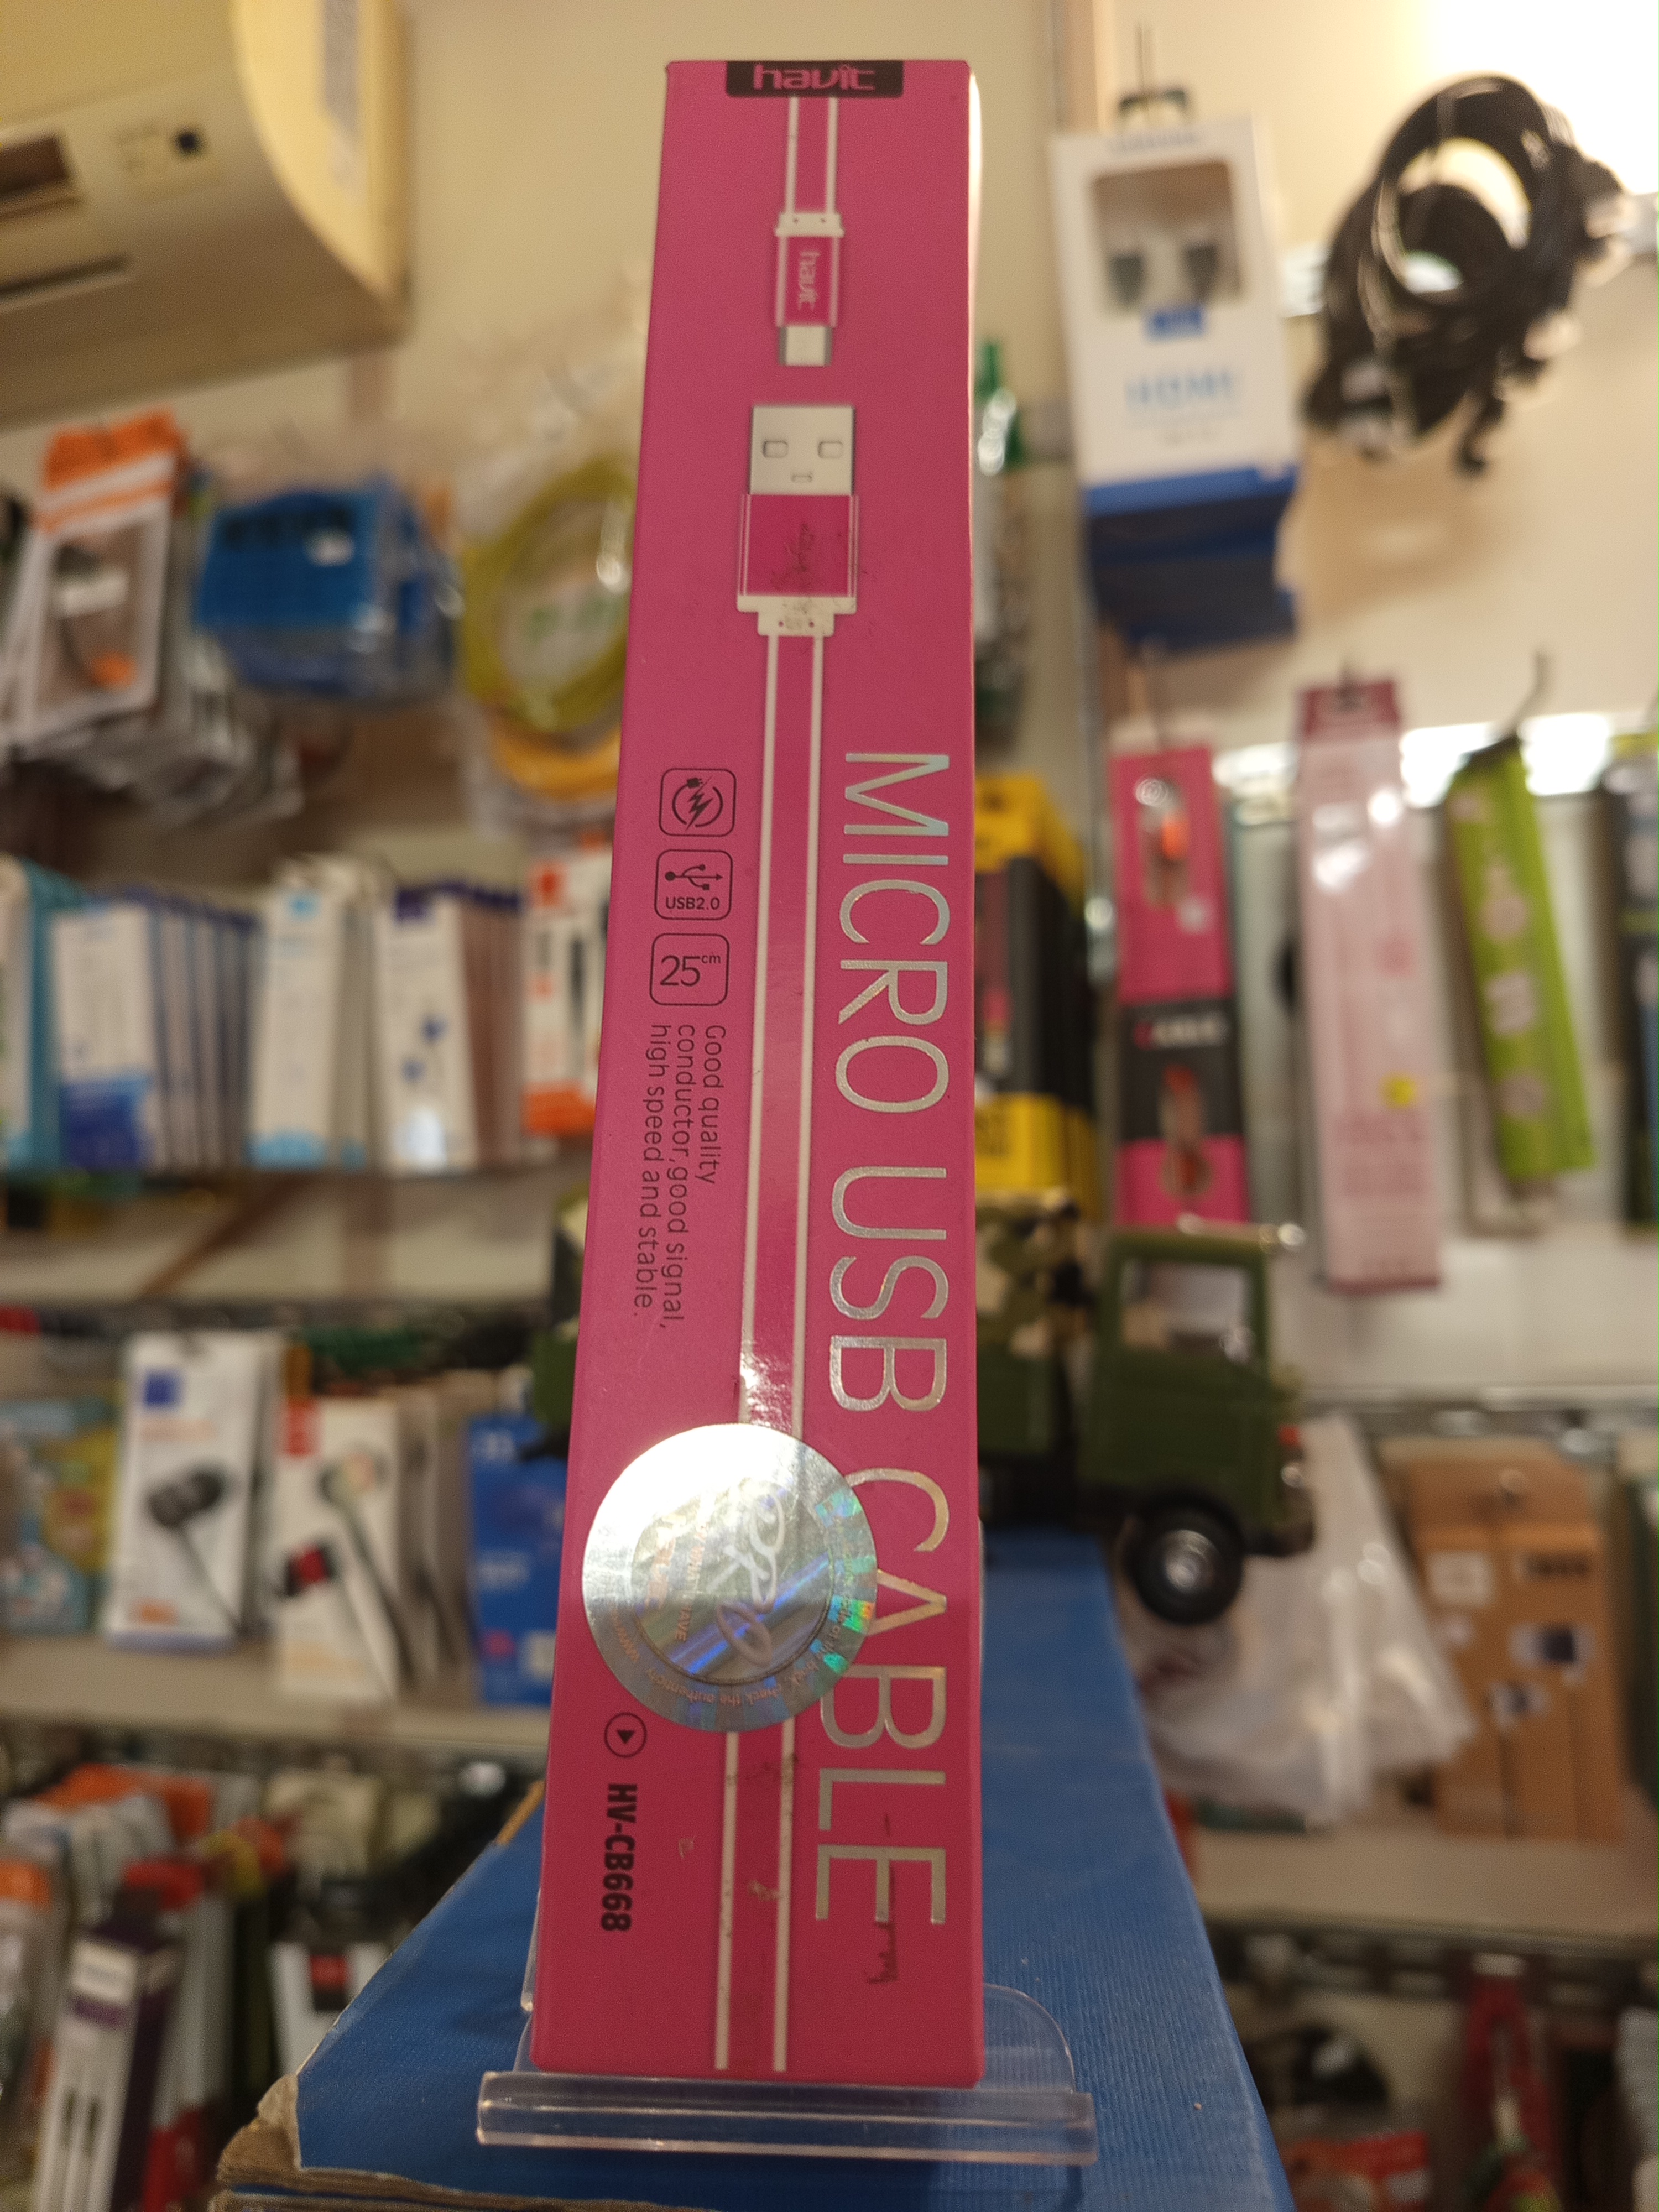 havit
havit
MICRO USB CABLE
USB2.0
25cm
Good quality
conductor,good signal,
high speed and stable.
HV-CB668
HDMI